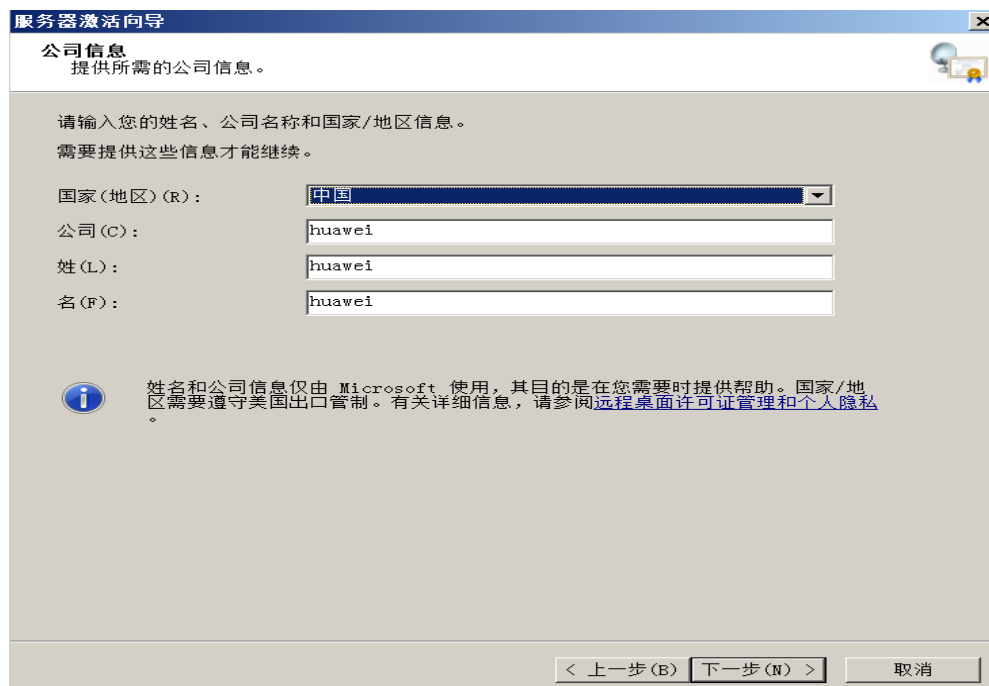 服务器激活向导
公司信息
提供所需的公司信息。
请输入您的姓名、公司名称和国家/地区信息。
需要提供这些信息才能继续。
国家(地区)(R): 中国
公司(C): huawei
姓(L): huawei
名(F): huawei
姓名和公司信息仅由 Microsoft 使用，其目的是在您需要时提供帮助。国家/地
区需要遵守美国出口管制。有关详细信息，请参阅远程桌面许可证管理和个人隐私
。
< 上一步(B) 下一步(N) > 取消